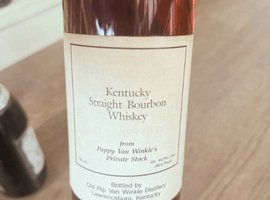 Kentucky
Straight Bourbon
Whiskey
from
Pappy Van Winkle's
Private Stock
Bottled by
Old Rip Van Winkle Distillery
Lawrenceburg, Kentucky